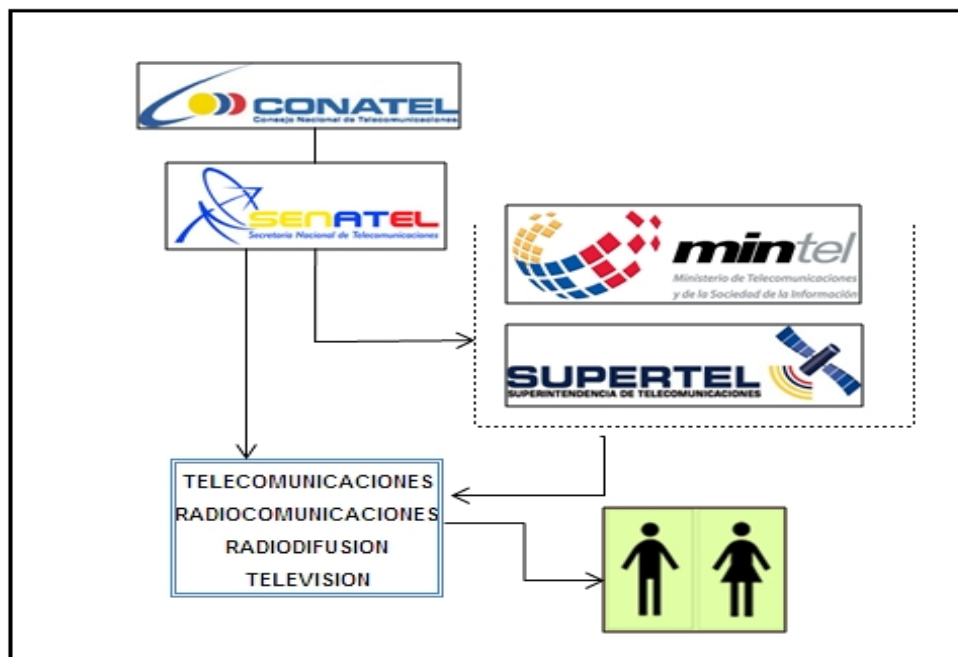 CONATEL
Consejo Nacional de Telecomunicaciones
SENATEL
Secretaría Nacional de Telecomunicaciones
mintel
Ministerio de Telecomunicaciones
y de la Sociedad de la Información
SUPERTEL
SUPERINTENDENCIA DE TELECOMUNICACIONES
TELECOMUNICACIONES
RADIOCOMUNICACIONES
RADIODIFUSION
TELEVISION